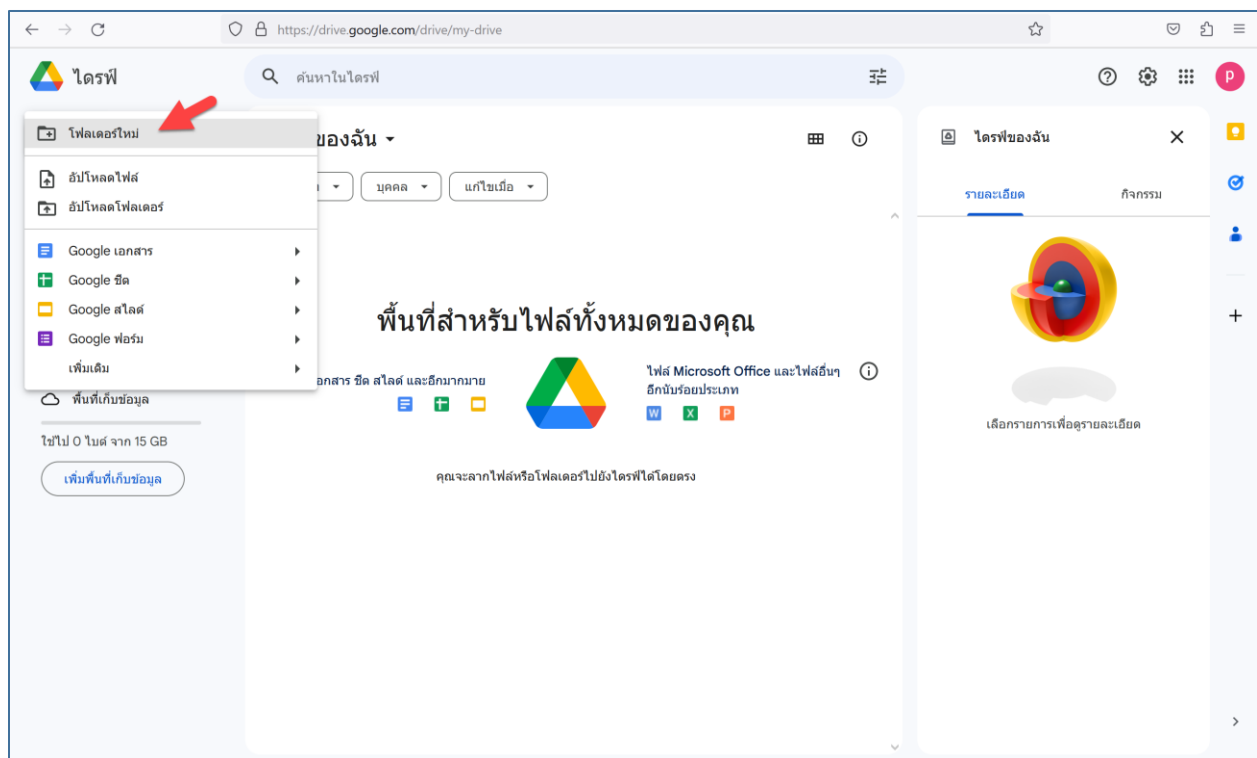 https://drive.google.com/drive/my-drive
ไดรฟ์
ค้นหาในไดรฟ์
p
โฟลเดอร์ใหม่
อัปโหลดไฟล์
อัปโหลดโฟลเดอร์
Google เอกสาร
Google ชีต
Google สไลด์
Google ฟอร์ม
เพิ่มเติม
พื้นที่เก็บข้อมูล
ใช้ไป 0 ไบต์ จาก 15 GB
เพิ่มพื้นที่เก็บข้อมูล
ของฉัน
บุคคล
แก้ไขเมื่อ
พื้นที่สำหรับไฟล์ทั้งหมดของคุณ
อกสาร ชีต สไลด์ และอีกมากมาย
ไฟล์ Microsoft Office และไฟล์อื่นๆ
อีกนับร้อยประเภท
W X P
คุณจะลากไฟล์หรือโฟลเดอร์ไปยังไดรฟ์ได้โดยตรง
ไดรฟ์ของฉัน
รายละเอียด
กิจกรรม
เลือกรายการเพื่อดูรายละเอียด